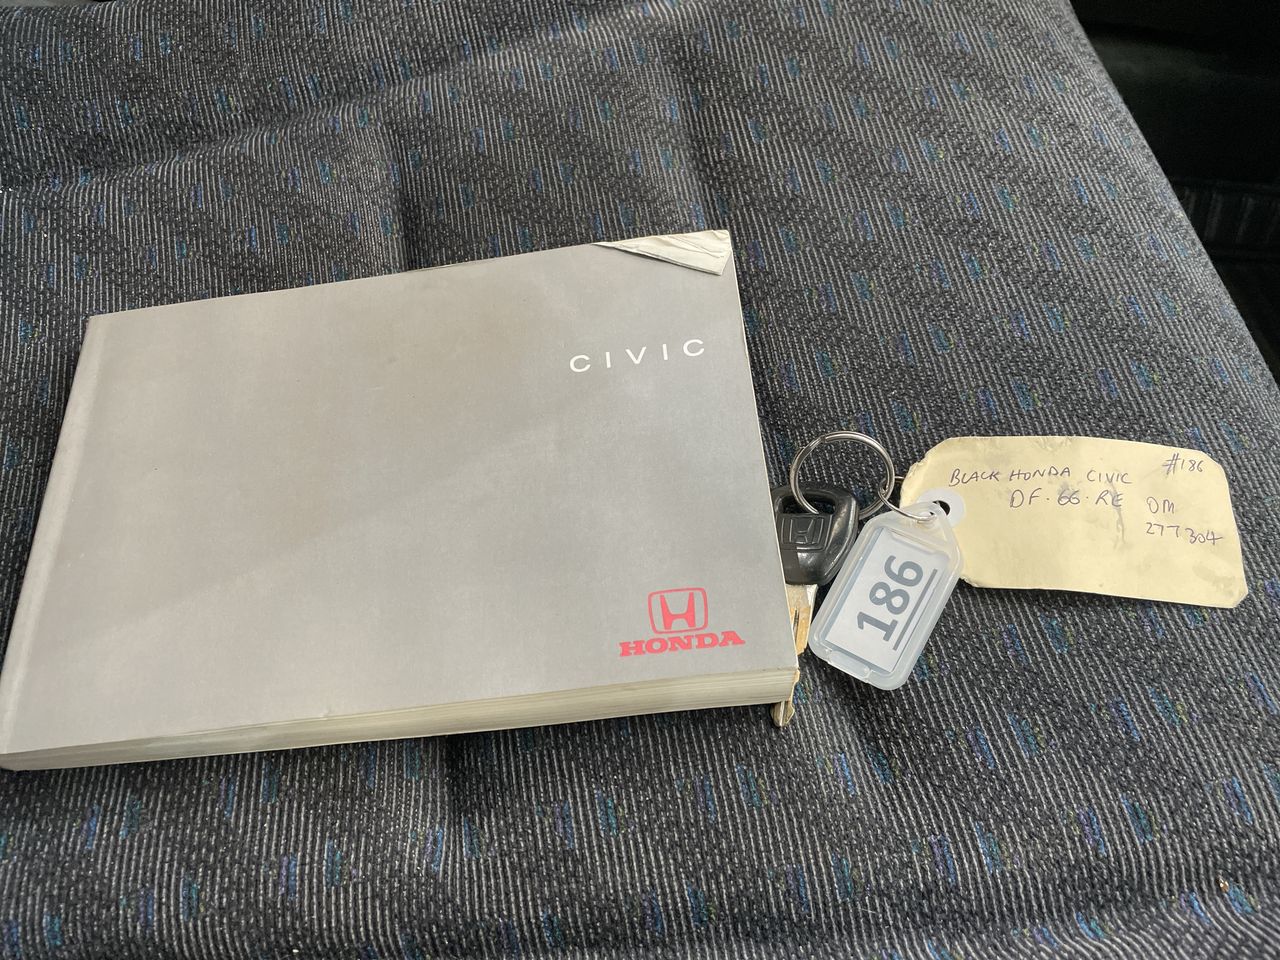 CIVIC
HONDA
186
BLACK HONDA CIVIC #186
DF·66·RE OM
277304